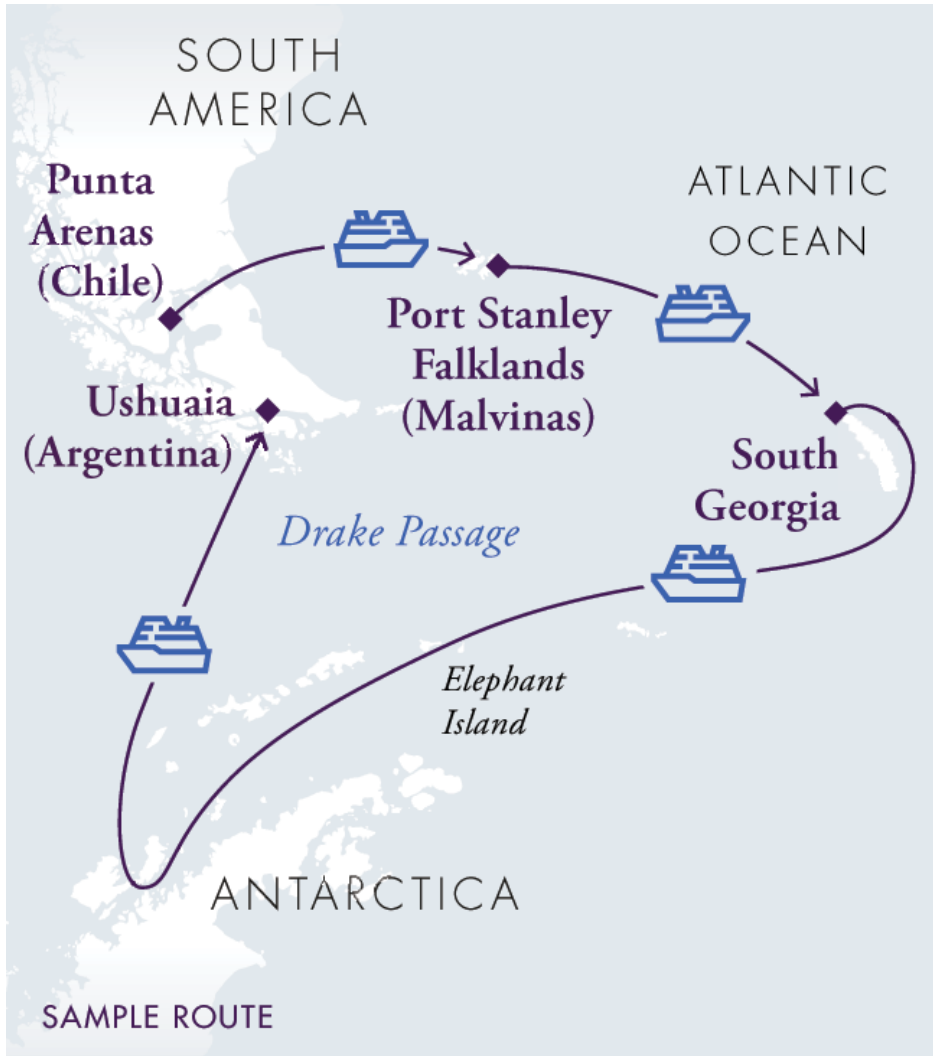 SOUTH
AMERICA
Punta
Arenas
(Chile)
ATLANTIC
OCEAN
Port Stanley
Falklands
(Malvinas)
Ushuaia
(Argentina)
South
Georgia
Drake Passage
Elephant
Island
ANTARCTICA
SAMPLE ROUTE